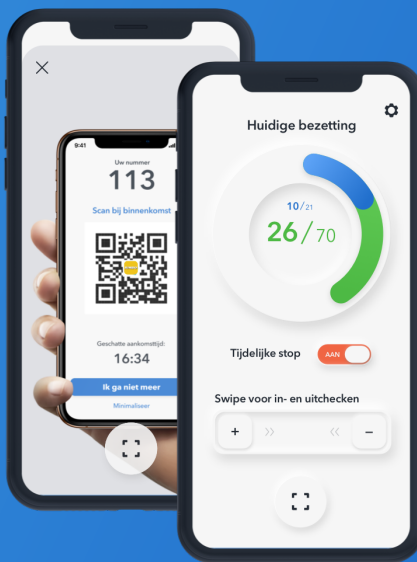 9:41
Uw nummer
113
Scan bij binnenkomst
Geschatte aankomsttijd:
16:34
Ik ga niet meer
Minimaliseer
Huidige bezetting
10/21
26/70
Tijdelijke stop
AAN
Swipe voor in- en uitchecken
+ >> << −